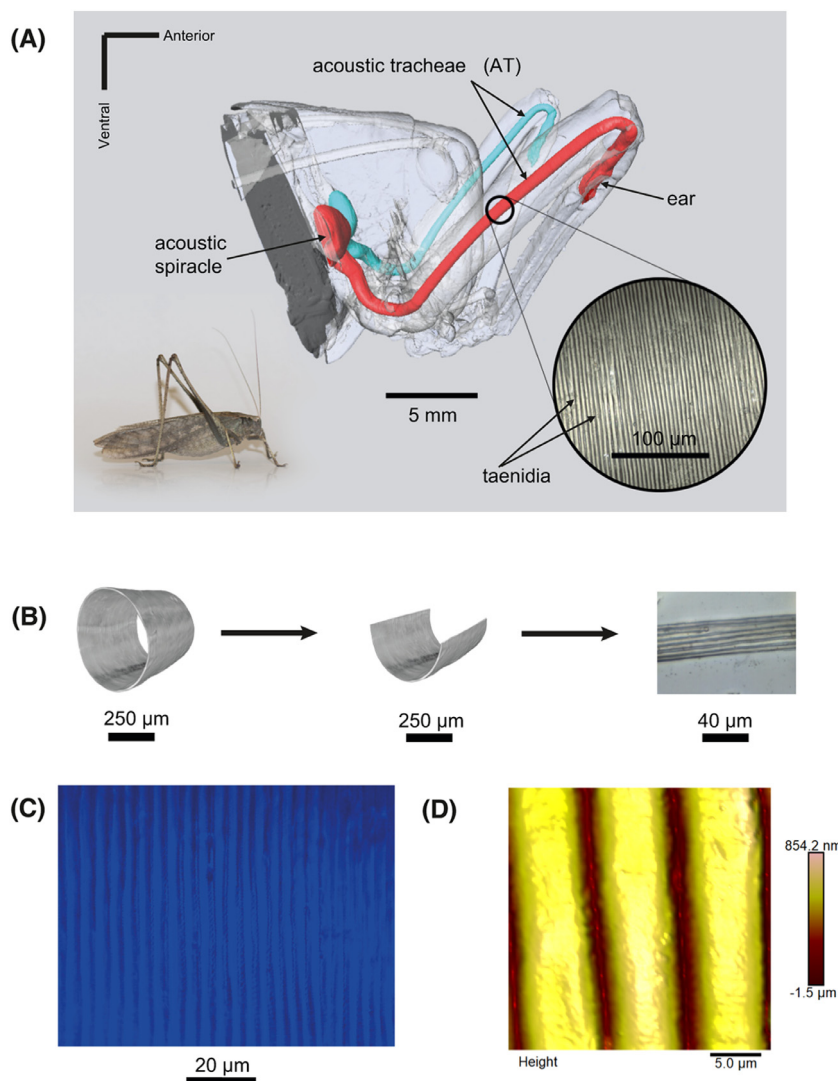 (A)
Anterior
Ventral
acoustic tracheae (AT)
ear
acoustic
spiracle
5 mm
100 µm
taenidia
(B)
250 µm
250 µm
40 µm
(C)
(D)
854.2 nm
-1.5 µm
20 µm
Height
5.0 µm